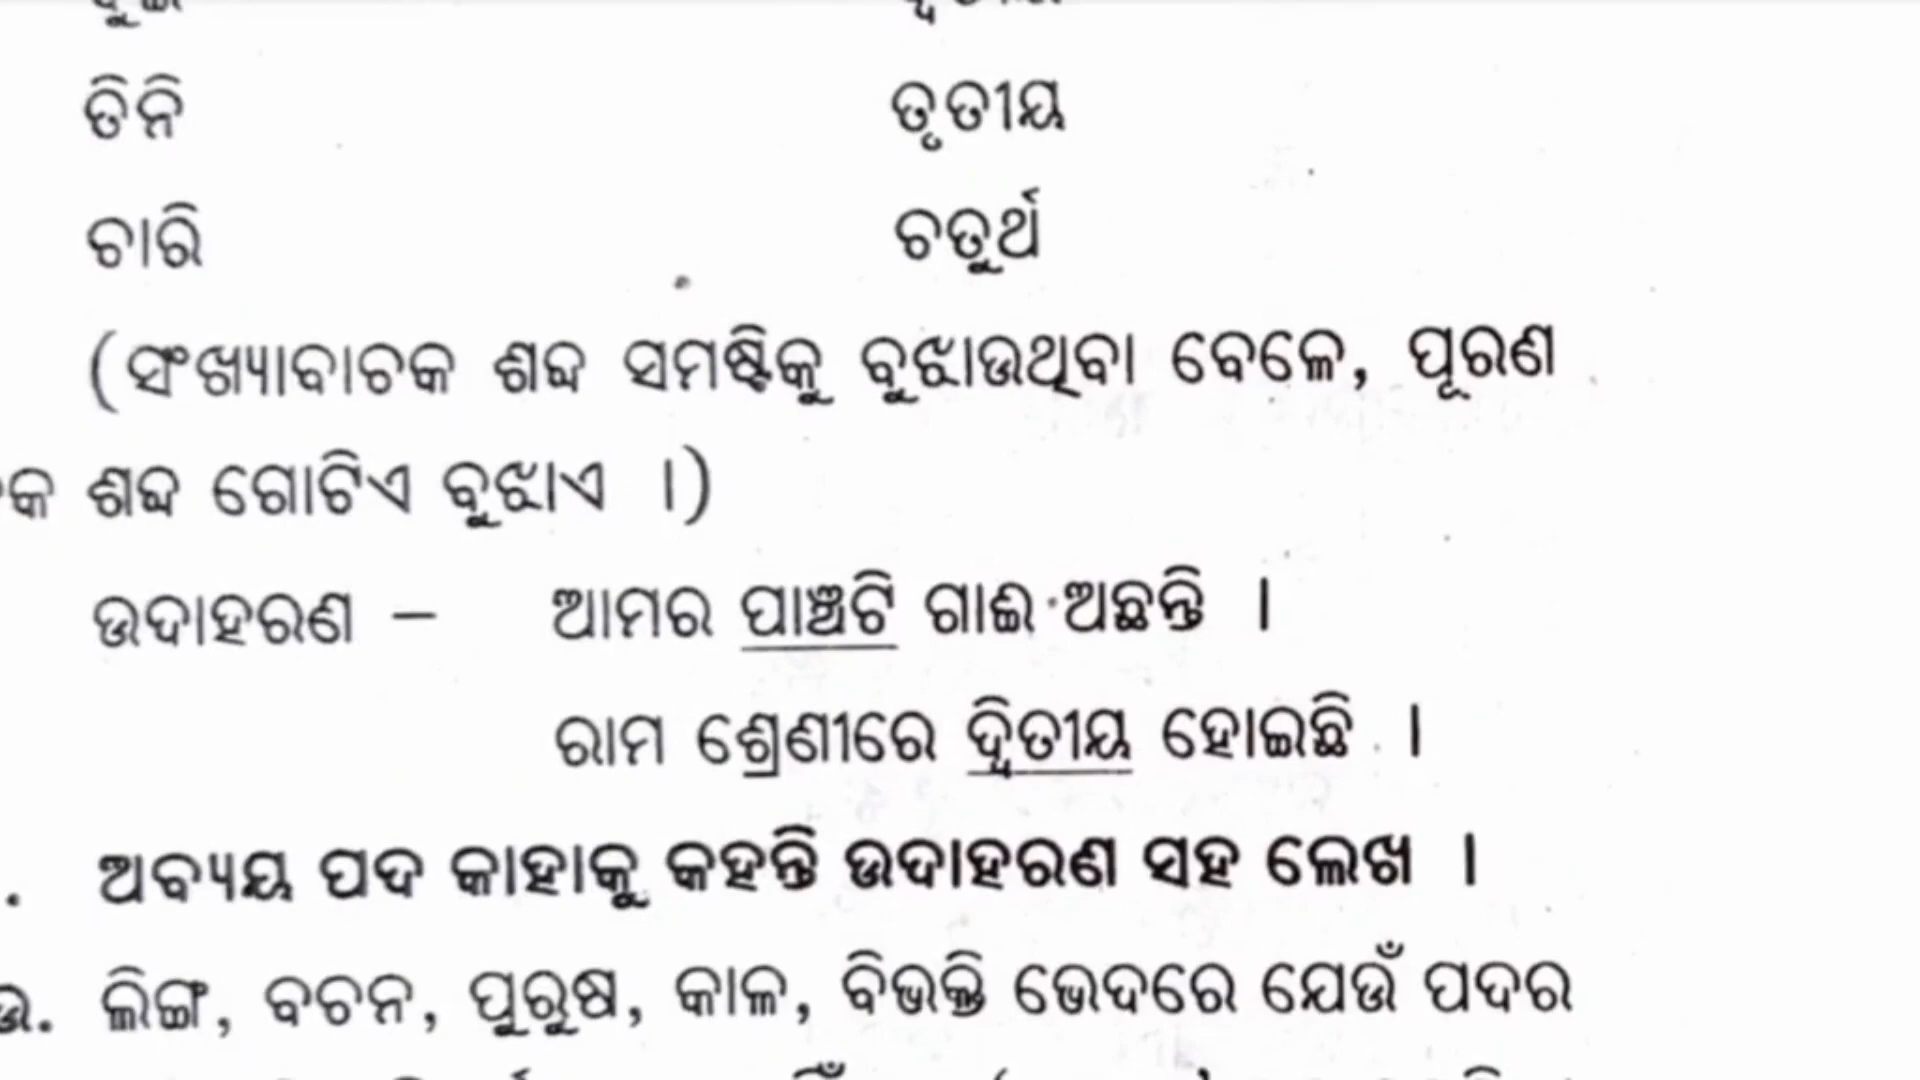 ତିନି ତୃତୀୟ
ଚାରି ଚତୁର୍ଥ
(ସଂଖ୍ୟାବାଚକ ଶବ୍ଦ ସମଷ୍ଟିକୁ ବୁଝାଉଥିବା ବେଳେ, ପୂରଣ
ଶବ୍ଦ ଗୋଟିଏ ବୁଝାଏ ।)
ଉଦାହରଣ – ଆମର ପାଞ୍ଚଟି ଗାଈ ଅଛନ୍ତି ।
ରାମ ଶ୍ରେଣୀରେ ଦ୍ୱିତୀୟ ହୋଇଛି ।
. ଅବ୍ୟୟ ପଦ କାହାକୁ କହନ୍ତି ଉଦାହରଣ ସହ ଲେଖ ।
ଉ. ଲିଙ୍ଗ, ବଚନ, ପୁରୁଷ, କାଳ, ବିଭକ୍ତି ଭେଦରେ ଯେଉଁ ପଦର